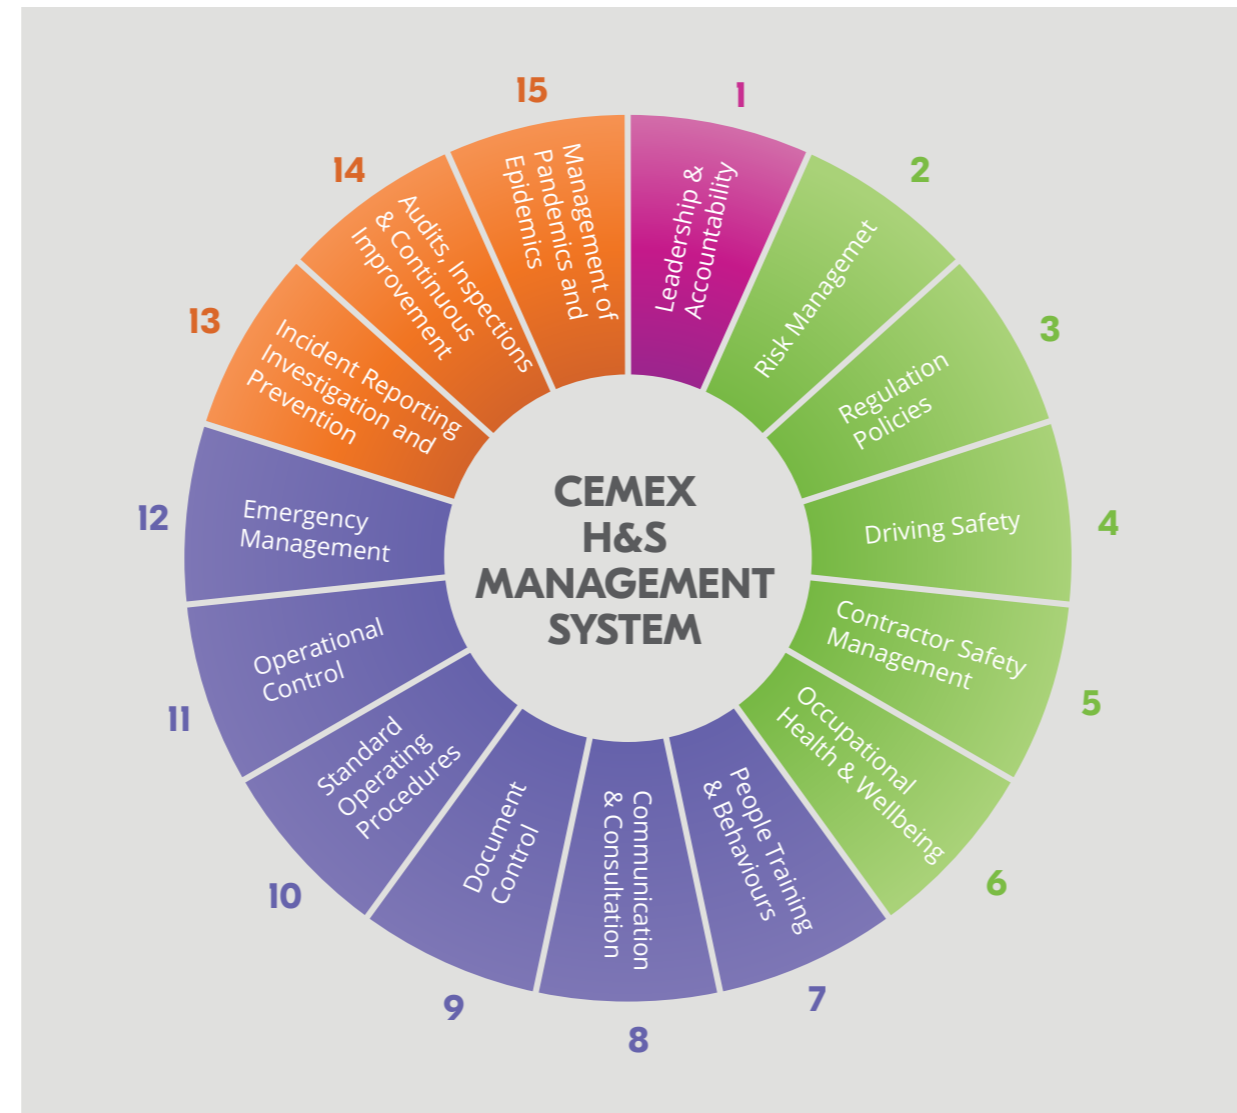 CEMEX
H&S
MANAGEMENT
SYSTEM
1
Leadership &
Accountability
2
Risk Managemet
3
Regulation
Policies
4
Driving Safety
5
Contractor Safety
Management
6
Occupational
Health & Wellbeing
7
People Training
& Behaviours
8
Communication
& Consultation
9
Document
Control
10
Standard
Operating
Procedures
11
Operational
Control
12
Emergency
Management
13
Incident Reporting
Investigation and
Prevention
14
Audits, Inspections
& Continuous
Improvement
15
Management of
Pandemics and
Epidemics